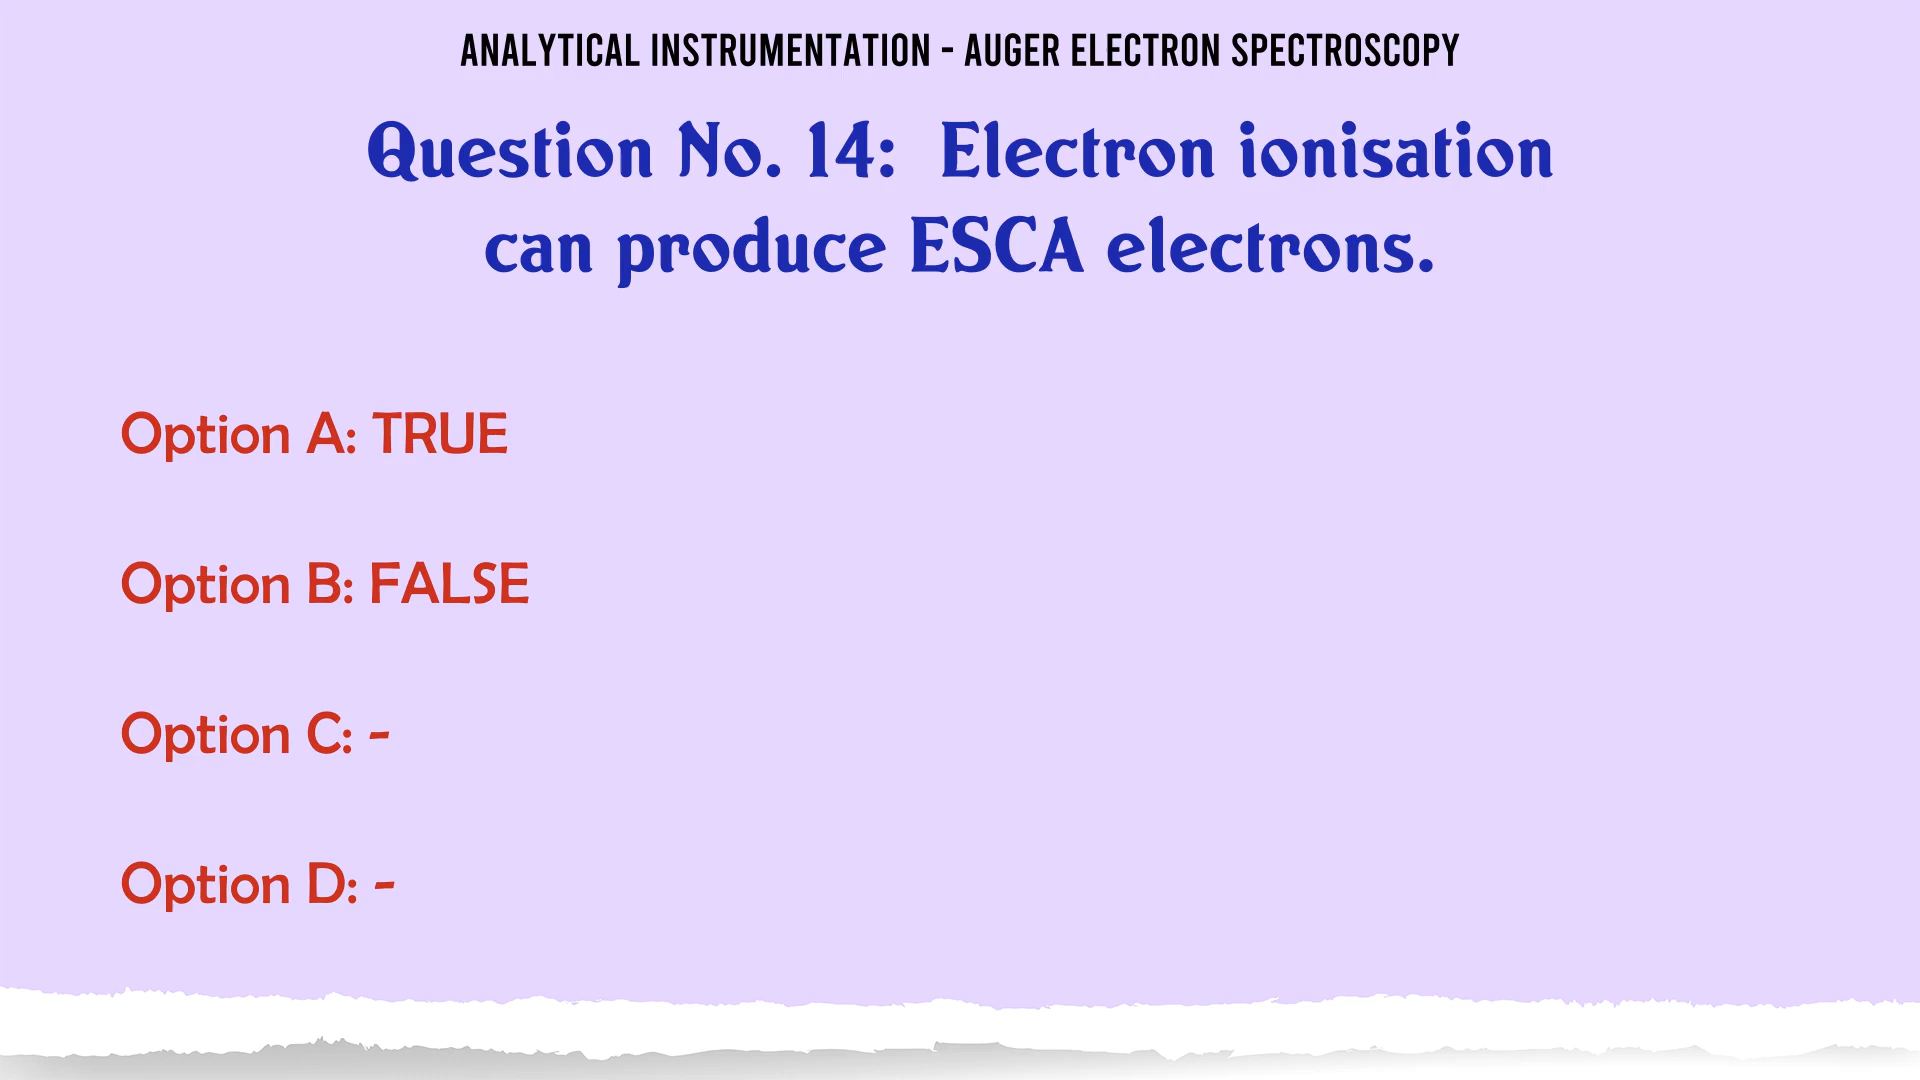 ANALYTICAL INSTRUMENTATION - AUGER ELECTRON SPECTROSCOPY
Question No. 14: Electron ionisation
can produce ESCA electrons.
Option A: TRUE
Option B: FALSE
Option C: -
Option D: -